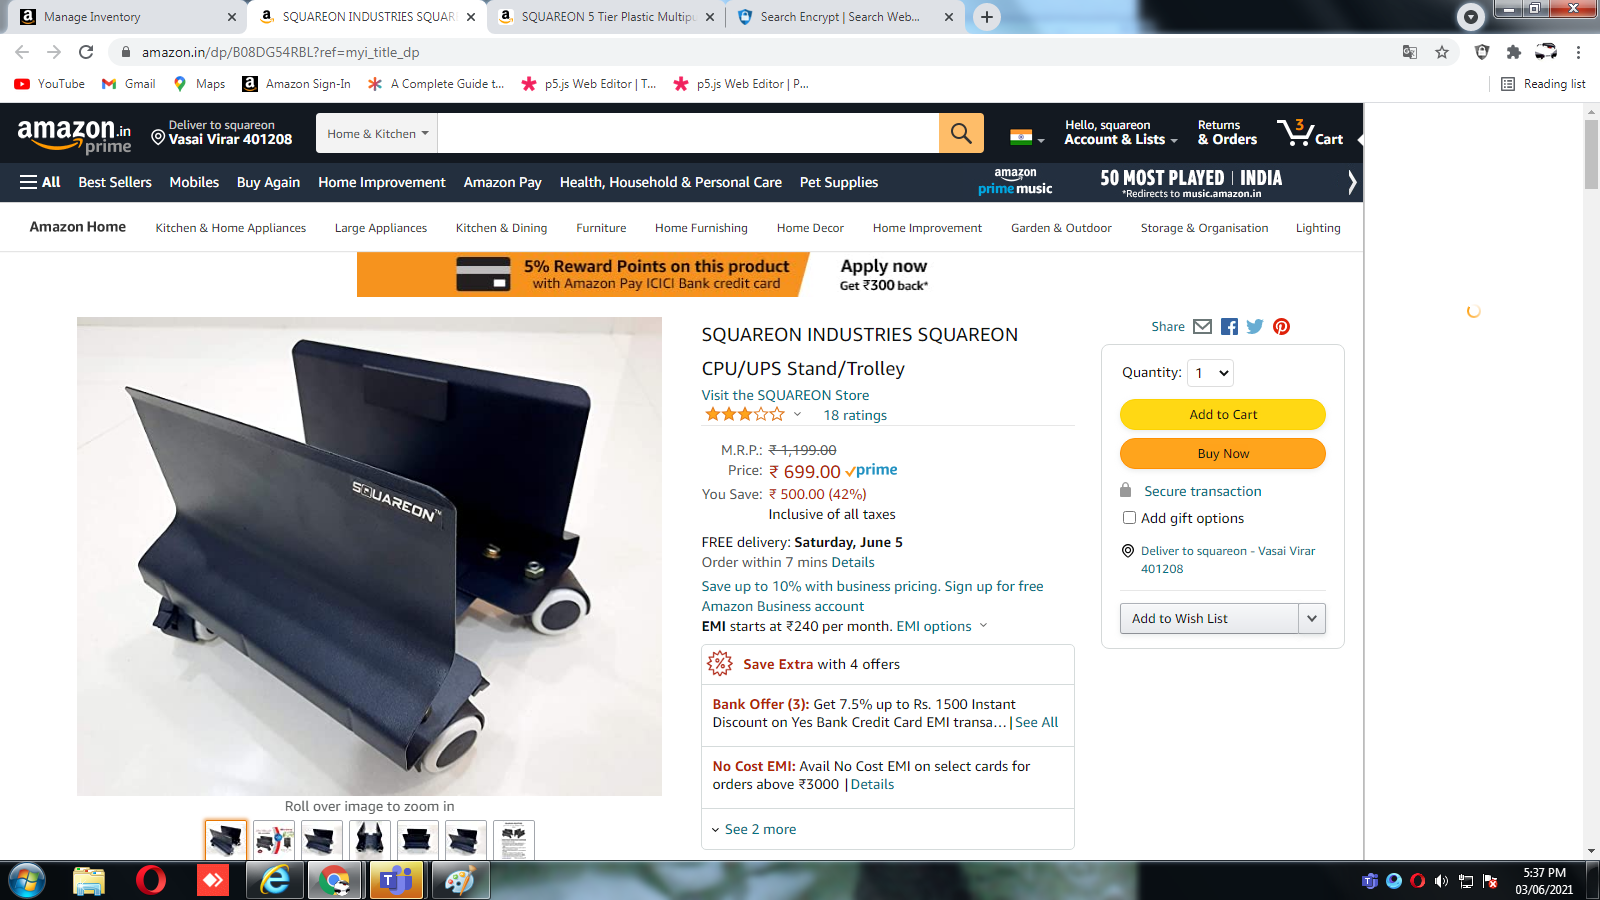 Manage Inventory
SQUAREON INDUSTRIES SQUAR
SQUAREON 5 Tier Plastic Multipu
Search Encrypt | Search Web...
amazon.in/dp/B08DG54RBL?ref=myi_title_dp
YouTube
Gmail
Maps
Amazon Sign-In
A Complete Guide t...
p5.js Web Editor | T...
p5.js Web Editor | P...
Reading list
amazon.in
prime
Deliver to squareon
Vasai Virar 401208
Home & Kitchen
Hello, squareon
Account & Lists
Returns
& Orders
3
Cart
All
Best Sellers
Mobiles
Buy Again
Home Improvement
Amazon Pay
Health, Household & Personal Care
Pet Supplies
amazon
prime music
50 MOST PLAYED | INDIA
*Redirects to music.amazon.in
Amazon Home
Kitchen & Home Appliances
Large Appliances
Kitchen & Dining
Furniture
Home Furnishing
Home Decor
Home Improvement
Garden & Outdoor
Storage & Organisation
Lighting
5% Reward Points on this product
with Amazon Pay ICICI Bank credit card
Apply now
Get ₹300 back*
SQUAREON™
Roll over image to zoom in
SQUAREON INDUSTRIES SQUAREON
CPU/UPS Stand/Trolley
Visit the SQUAREON Store
18 ratings
M.R.P.: ₹ 1,199.00
Price: ₹ 699.00 prime
You Save: ₹ 500.00 (42%)
Inclusive of all taxes
FREE delivery: Saturday, June 5
Order within 7 mins Details
Save up to 10% with business pricing. Sign up for free
Amazon Business account
EMI starts at ₹240 per month. EMI options
Save Extra with 4 offers
Bank Offer (3): Get 7.5% up to Rs. 1500 Instant
Discount on Yes Bank Credit Card EMI transa... | See All
No Cost EMI: Avail No Cost EMI on select cards for
orders above ₹3000 | Details
See 2 more
Share
Quantity: 1
Add to Cart
Buy Now
Secure transaction
Add gift options
Deliver to squareon - Vasai Virar
401208
Add to Wish List
5:37 PM
03/06/2021